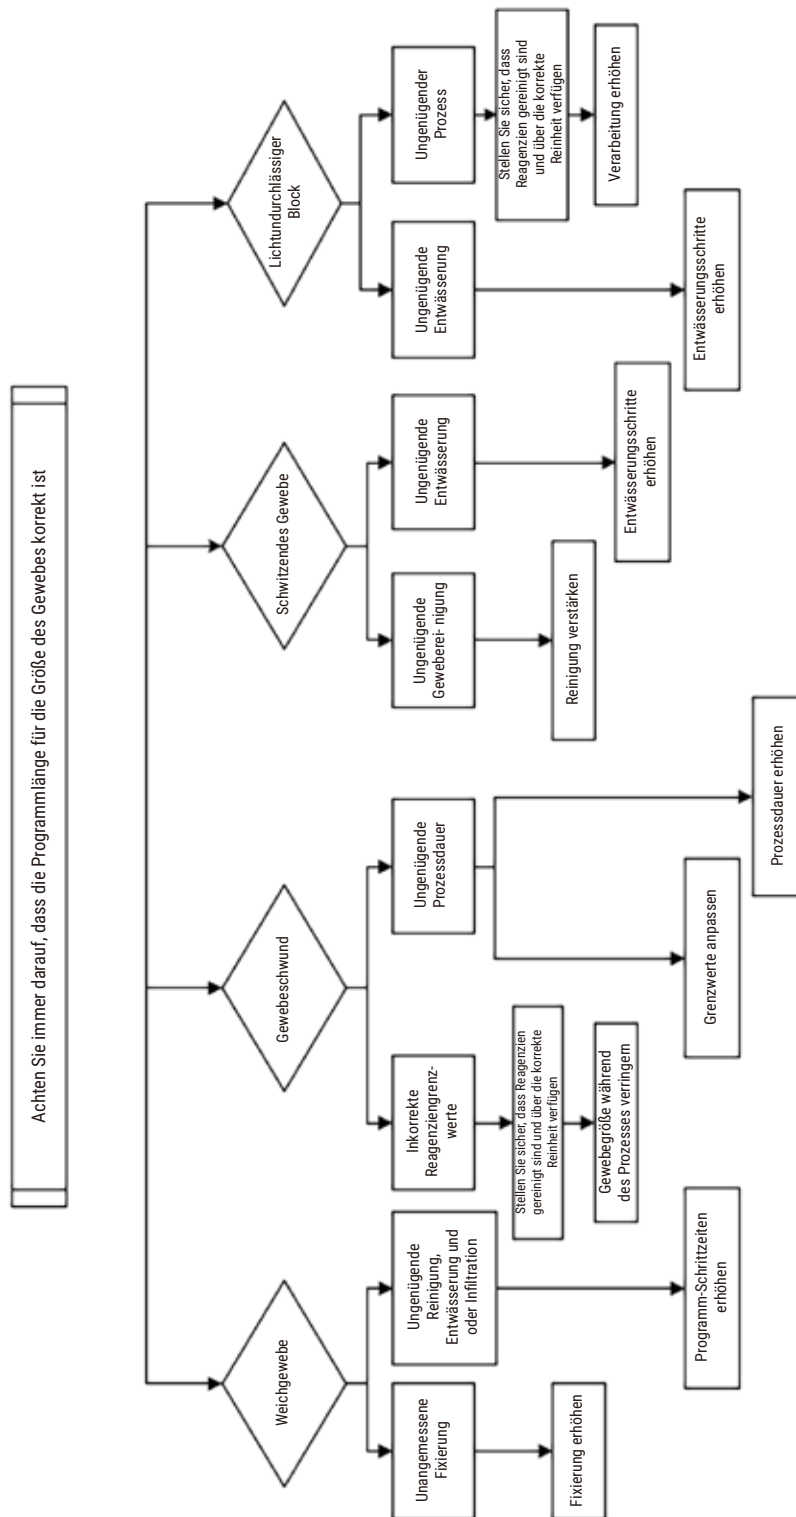 Achten Sie immer darauf, dass die Programmlänge für die Größe des Gewebes korrekt ist
Weichgewebe
Unangemessene
Fixierung
Fixierung erhöhen
Ungenügende
Reinigung,
Entwässerung und
oder Infiltration
Programm-Schrittzeiten
erhöhen
Gewebeschwund
Inkorrekte
Reagenziengrenz-
werte
Stellen Sie sicher, dass Reagenzien
gereinigt sind und über die korrekte
Reinheit verfügen
Gewebegröße während
des Prozesses verringern
Ungenügende
Prozessdauer
Grenzwerte anpassen
Prozessdauer erhöhen
Schwitzendes Gewebe
Ungenügende
Geweberei- nigung
Reinigung verstärken
Ungenügende
Entwässerung
Entwässerungsschritte
erhöhen
Lichtundurchlässiger
Block
Ungenügende
Entwässerung
Entwässerungsschritte
erhöhen
Ungenügender
Prozess
Stellen Sie sicher, dass
Reagenzien gereinigt sind
und über die korrekte
Reinheit verfügen
Verarbeitung erhöhen